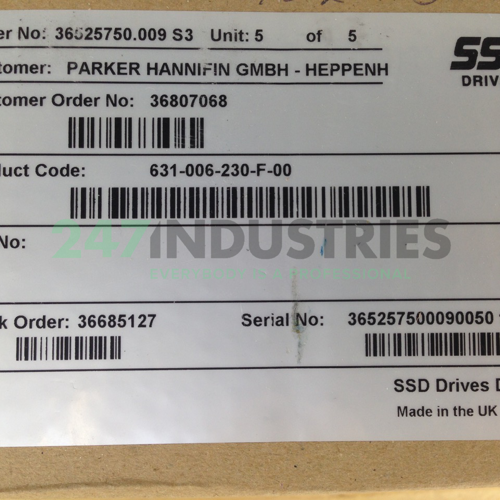 er No: 36525750.009 S3 Unit: 5 of 5
stomer: PARKER HANNIFIN GMBH - HEPPENH
SS
DRIV
stomer Order No: 36807068
duct Code: 631-006-230-F-00
247INDUSTRIES
No:
k Order: 36685127 Serial No: 365257500090050
SSD Drives D
Made in the UK